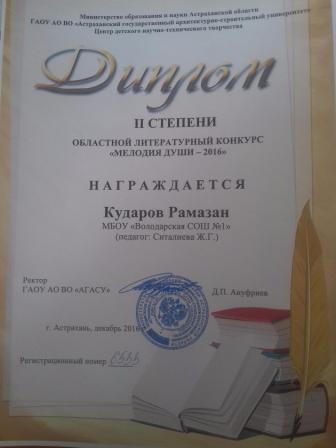 Министерство образования и науки Астраханской области
ГАОУ АО ВО «Астраханский государственный архитектурно-строительный университет»
Центр детского научно-технического творчества
Диплом
II СТЕПЕНИ
ОБЛАСТНОЙ ЛИТЕРАТУРНЫЙ КОНКУРС
«МЕЛОДИЯ ДУШИ – 2016»
НАГРАЖДАЕТСЯ
Кударов Рамазан
МБОУ «Володарская СОШ №1»
(педагог: Ситалиева Ж.Г.)
Ректор
ГАОУ АО ВО «АГАСУ»
Д.П. Ануфриев
г. Астрахань, декабрь 2016
Регистрационный номер